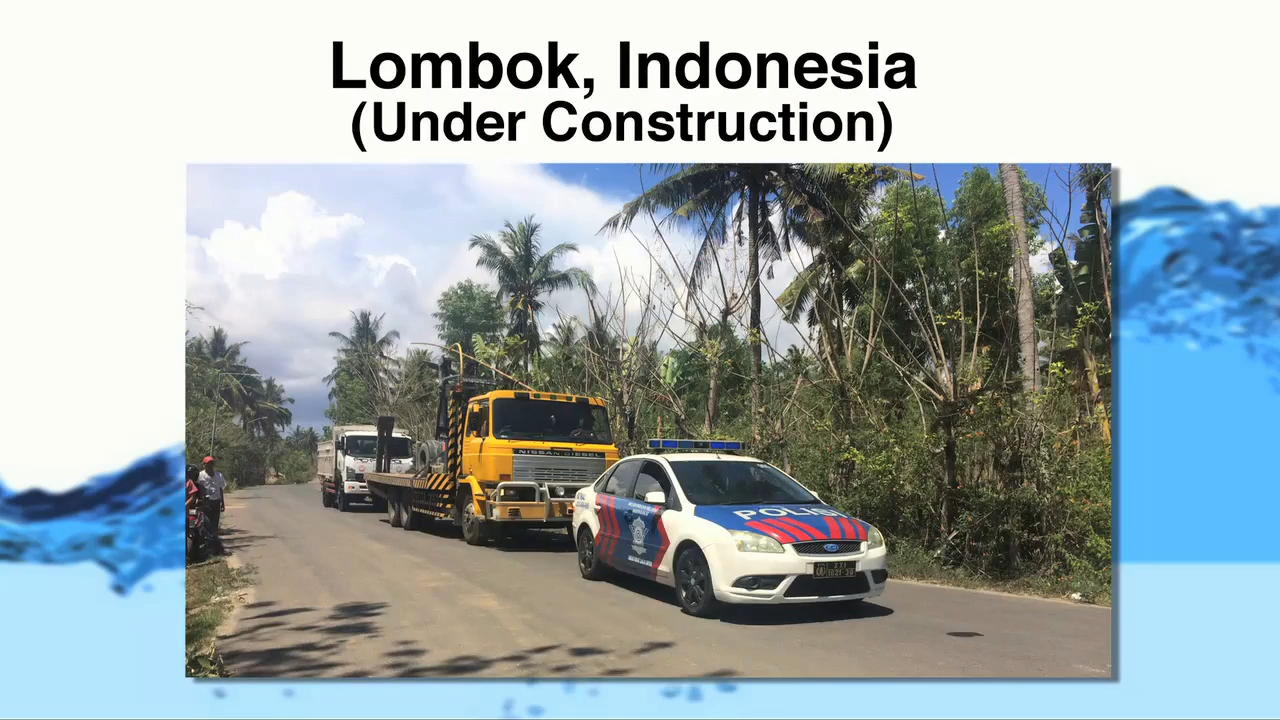 Lombok, Indonesia
(Under Construction)
NISSAN DIESEL
POLISI